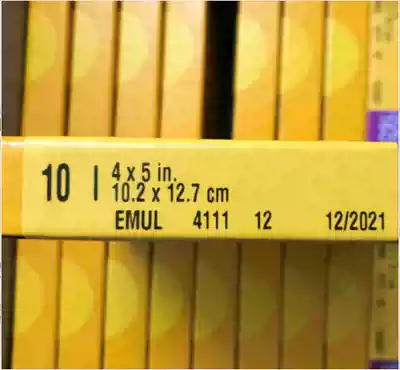 10 | 4 x 5 in.
10.2 x 12.7 cm
EMUL 4111 12 12/2021